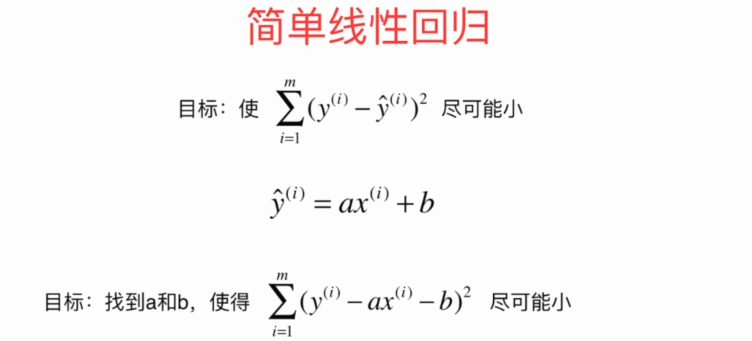 简单线性回归
目标：使 $\sum_{i=1}^{m}(y^{(i)} - \hat{y}^{(i)})^2$ 尽可能小
$\hat{y}^{(i)} = ax^{(i)} + b$
目标：找到a和b，使得 $\sum_{i=1}^{m}(y^{(i)} - ax^{(i)} - b)^2$ 尽可能小